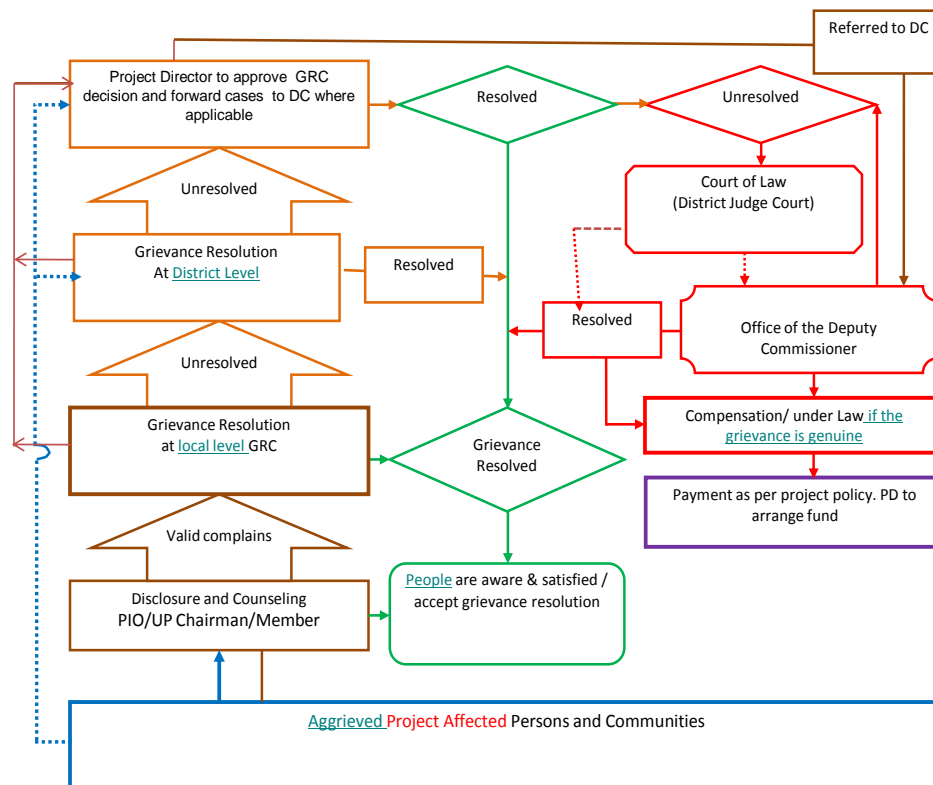 Referred to DC
Project Director to approve GRC
decision and forward cases to DC where
applicable
Resolved
Unresolved
Unresolved
Court of Law
(District Judge Court)
Grievance Resolution
At District Level
Resolved
Resolved
Office of the Deputy
Commissioner
Unresolved
Grievance Resolution
at local level GRC
Grievance
Resolved
Compensation/ under Law if the
grievance is genuine
Payment as per project policy. PD to
arrange fund
Valid complains
Disclosure and Counseling
PIO/UP Chairman/Member
People are aware & satisfied /
accept grievance resolution
Aggrieved Project Affected Persons and Communities